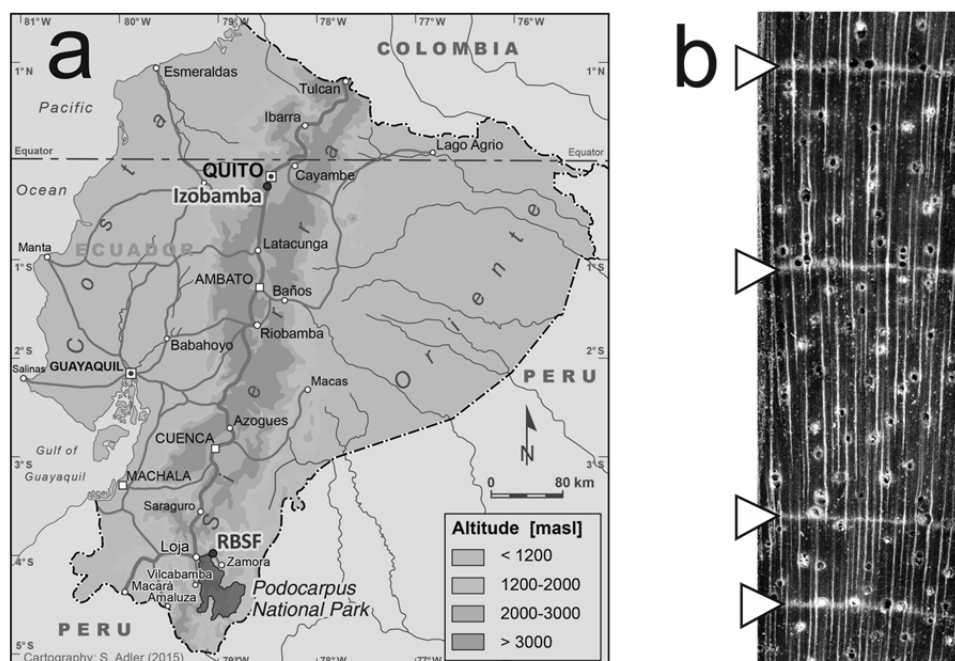 a
b
81°W
80°W
79°W
78°W
77°W
76°W
COLOMBIA
1°N
1°N
Esmeraldas
Tulcan
Pacific
Ibarra
Lago Agrio
Equator
Equator
QUITO
Cayambe
Ocean
Izobamba
Costa
Sierra
Oriente
ECUADOR
Latacunga
Manta
1°S
1°S
AMBATO
Baños
Riobamba
Babahoyo
2°S
2°S
GUAYAQUIL
Salinas
Macas
PERU
Azogues
Gulf of
Guayaquil
CUENCA
N
3°S
3°S
MACHALA
0 80 km
Saraguro
Altitude [masl]
< 1200
1200-2000
2000-3000
> 3000
RBSF
Loja
4°S
Zamora
Vilcabamba
Macará
Amaluza
Podocarpus
National Park
PERU
5°S
Cartography: S. Adler (2015)
79°W
78°W
77°W